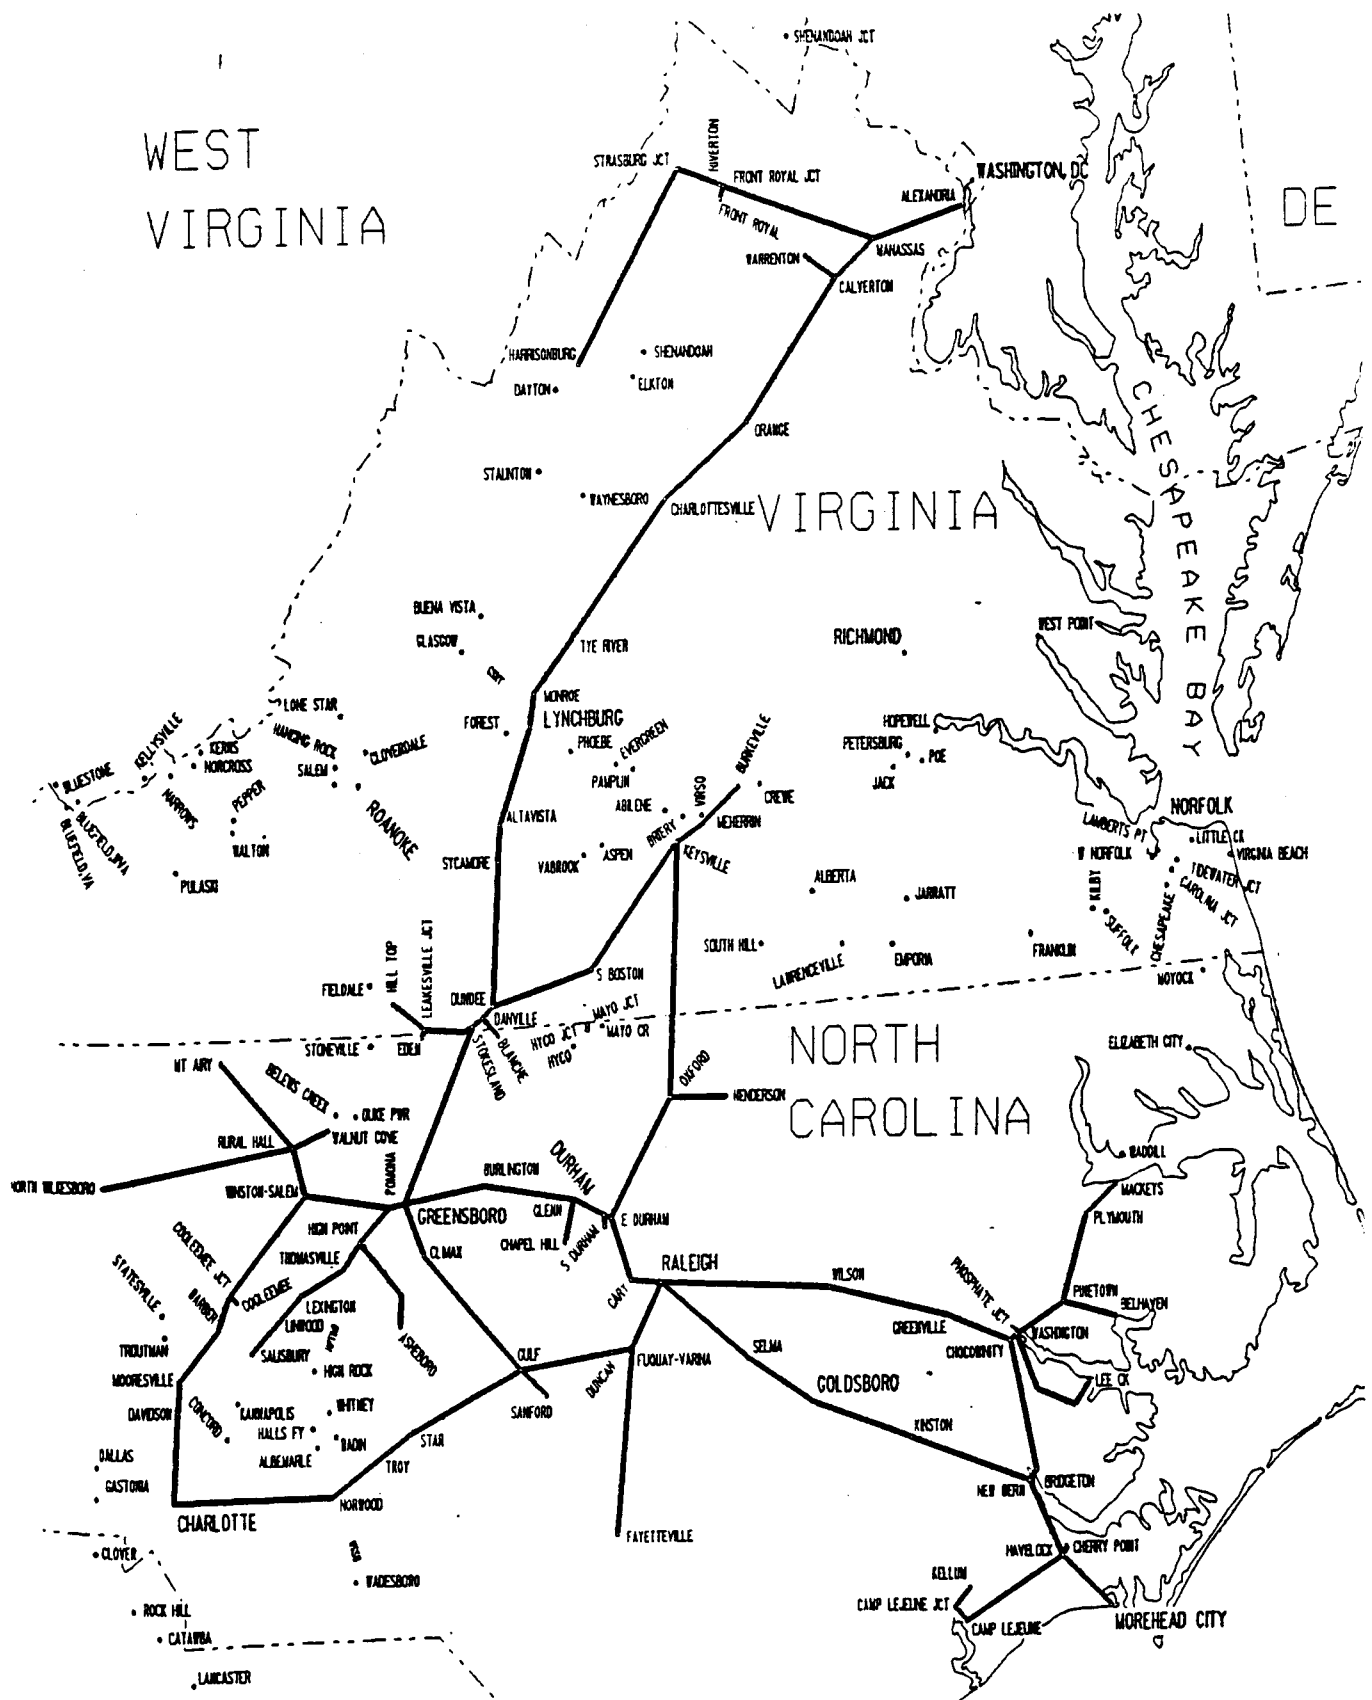 SHENANDOAH JCT
WEST
VIRGINIA
RIVERTON
STRASBURG JCT
FRONT ROYAL JCT
FRONT ROYAL
WASHINGTON, DC
ALEXANDRIA
DE
WARRENTON
MANASSAS
CALVERTON
HARRISONBURG
SHENANDOAH
DAYTON
ELKTON
CHESAPEAKE BAY
ORANGE
STAUNTON
WAYNESBORO
CHARLOTTESVILLE
VIRGINIA
BUENA VISTA
GLASGOW
TYE RIVER
RICHMOND
WEST POINT
MONROE
LYNCHBURG
LONE STAR
FOREST
HANGING ROCK
CLOVERDALE
SALEM
ROANOKE
KELLYSVILLE
KERNS
NORCROSS
BLUESTONE
BLUEFIELD, WVA
BLUEFIELD, VA
NARROWS
PEPPER
WALTON
PULASKI
PHOEBE
EVERGREEN
PAMPLIN
BURKEVILLE
ABILENE
VIRSO
CREWE
BRIERY
MEHERRIN
HOPEWELL
PETERSBURG
POE
JACK
ALTAVISTA
SYCAMORE
VABROOK
ASPEN
KEYSVILLE
NORFOLK
LAMBERTS PT
LITTLE CK
W NORFOLK
VIRGINIA BEACH
TIDEWATER JCT
CAROLINA JCT
KILBY
SUFFOLK
CHESAPEAKE
ALBERTA
JARRATT
SOUTH HILL
LAWRENCEVILLE
EMPORIA
FRANKLIN
MOYOCK
FIELDALE
HILL TOP
LEAKESVILLE JCT
S BOSTON
DUNDEE
DANVILLE
MAYO JCT
HYCO JCT
MAYO CR
HYCO
BLANCHE
STOKESLAND
STONEVILLE
EDEN
NORTH
CAROLINA
ELIZABETH CITY
MT AIRY
BELEWS CREEK
DUKE PWR
WALNUT COVE
RURAL HALL
OXFORD
HENDERSON
WADDILL
MACKEYS
NORTH WILKESBORO
WINSTON-SALEM
POMONA
BURLINGTON
DURHAM
GREENSBORO
GLENN
E DURHAM
CHAPEL HILL
S DURHAM
PLYMOUTH
HIGH POINT
THOMASVILLE
CLIMAX
RALEIGH
CARY
WILSON
PHOSPHATE JCT
PINETOWN
BELHAVEN
COOLEEMEE JCT
COOLEEMEE
STATESVILLE
BARBER
LEXINGTON
LINWOOD
GREENVILLE
WASHINGTON
CHOCOWINITY
TROUTMAN
SALISBURY
ASHEBORO
GULF
DUNCAN
FUQUAY-VARINA
SELMA
MOORESVILLE
HIGH ROCK
GOLDSBORO
LEE CK
DAVIDSON
CONCORD
KANNAPOLIS
WHITNEY
SANFORD
HALLS FY
BADIN
STAR
KINSTON
DALLAS
ALBEMARLE
TROY
GASTONIA
NORWOOD
NEW BERN
BRIDGETON
CHARLOTTE
FAYETTEVILLE
HAVELOCK
CHERRY POINT
CLOVER
WADESBORO
KELLUM
CAMP LEJEUNE JCT
CAMP LEJEUNE
MOREHEAD CITY
ROCK HILL
CATAWBA
LANCASTER